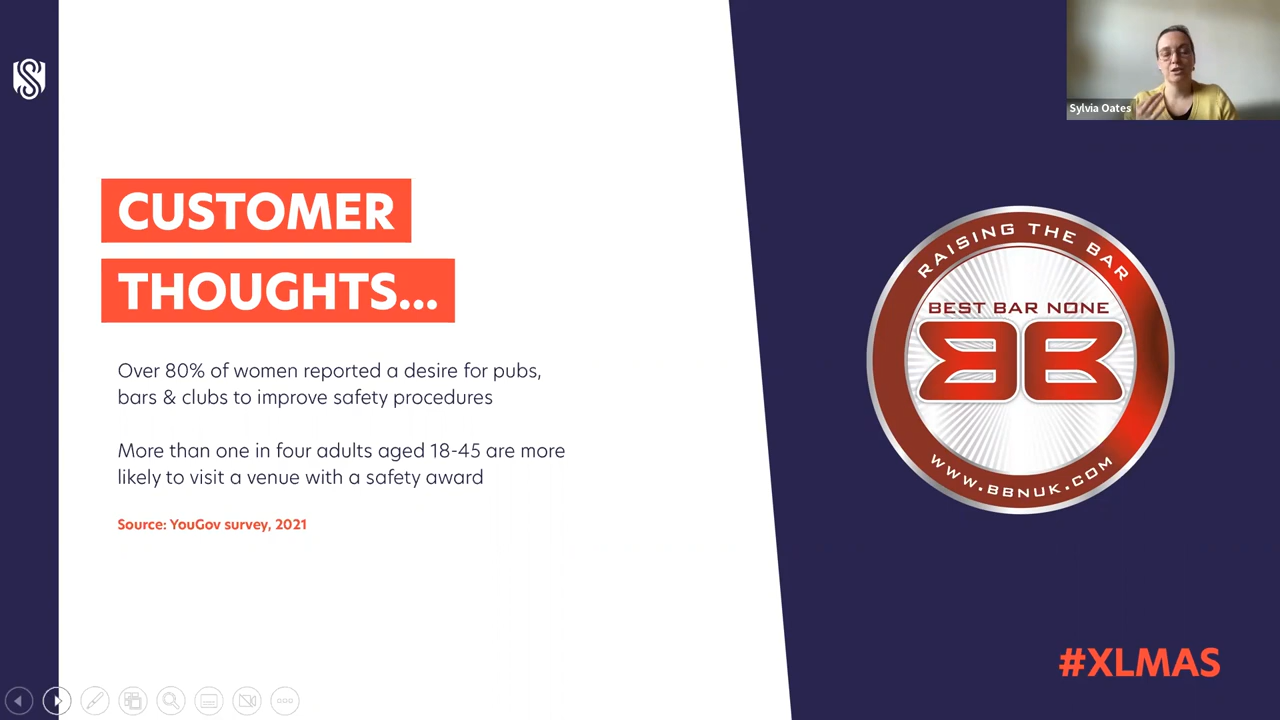 Sylvia Oates
CUSTOMER
THOUGHTS...
Over 80% of women reported a desire for pubs,
bars & clubs to improve safety procedures
More than one in four adults aged 18-45 are more
likely to visit a venue with a safety award
Source: YouGov survey, 2021
RAISING THE BAR
BEST BAR NONE
BB
WWW.BBNUK.COM
#XLMAS